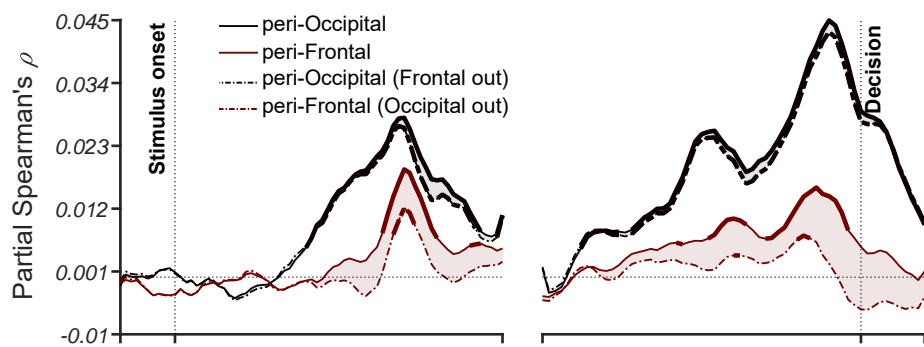 Partial Spearman's ρ
0.045
0.034
0.023
0.012
0.001
-0.01
Stimulus onset
peri-Occipital
peri-Frontal
peri-Occipital (Frontal out)
peri-Frontal (Occipital out)
Decision